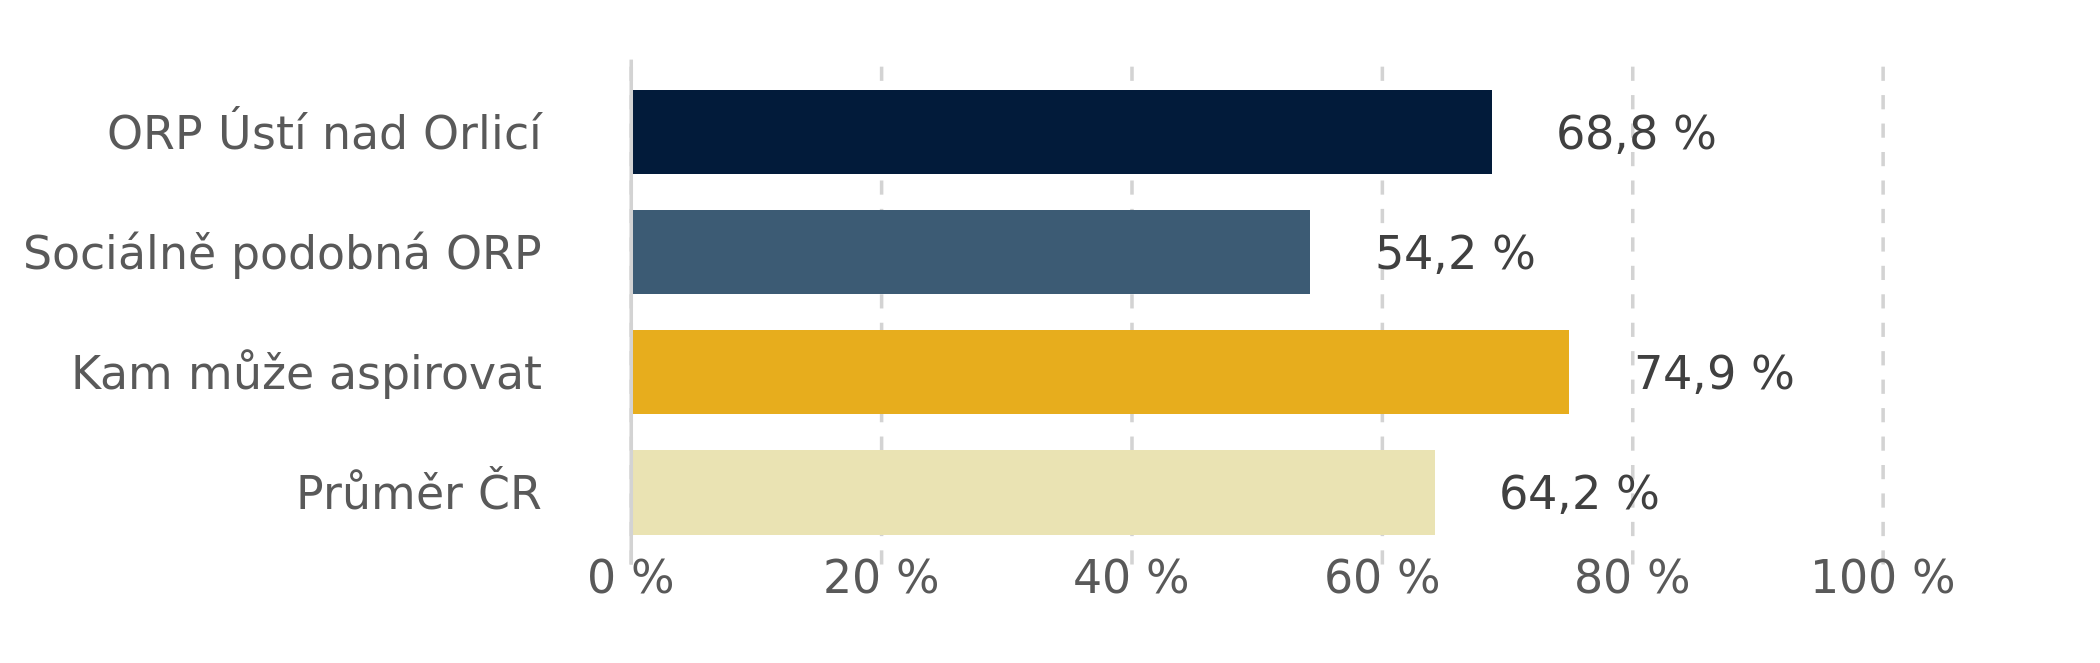 ORP Ústí nad Orlicí 68,8 %
Sociálně podobná ORP 54,2 %
Kam může aspirovat 74,9 %
Průměr ČR 64,2 %
0 % 20 % 40 % 60 % 80 % 100 %